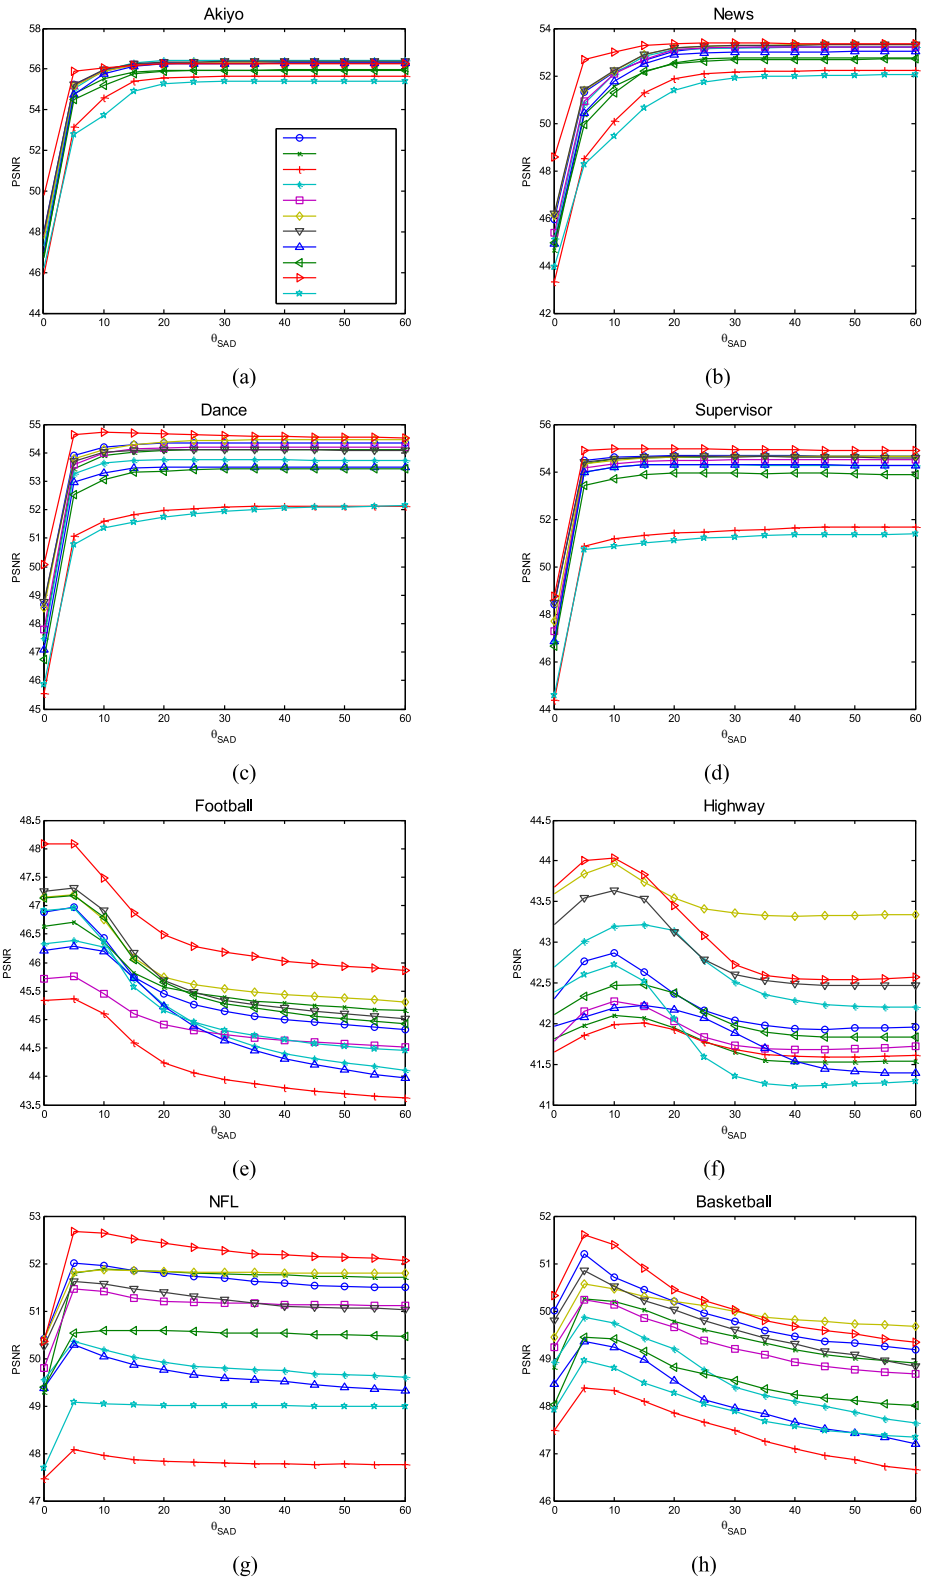 Akiyo
58
56
54
52
50
48
46
44
PSNR
0 10 20 30 40 50 60
θSAD
(a)
News
54
52
50
48
46
44
42
PSNR
0 10 20 30 40 50 60
θSAD
(b)
Dance
55
54
53
52
51
50
49
48
47
46
45
PSNR
0 10 20 30 40 50 60
θSAD
(c)
Supervisor
56
54
52
50
48
46
44
PSNR
0 10 20 30 40 50 60
θSAD
(d)
Football
48.5
48
47.5
47
46.5
46
45.5
45
44.5
44
43.5
PSNR
0 10 20 30 40 50 60
θSAD
(e)
Highway
44.5
44
43.5
43
42.5
42
41.5
41
PSNR
0 10 20 30 40 50 60
θSAD
(f)
NFL
53
52
51
50
49
48
47
PSNR
0 10 20 30 40 50 60
θSAD
(g)
Basketball
52
51
50
49
48
47
46
PSNR
0 10 20 30 40 50 60
θSAD
(h)